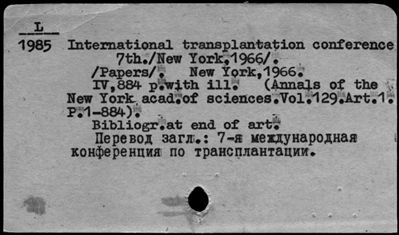 L
1985 International transplantation conference
7th./New York,1966/.
/Papers/. New York,1966.
IV,884 p.with ill. (Annals of the
New York acad.of sciences.Vol.129.Art.1.
P.1-884).
Bibliogr.at end of art.
Перевод загл.: 7-я международная
конференция по трансплантации.